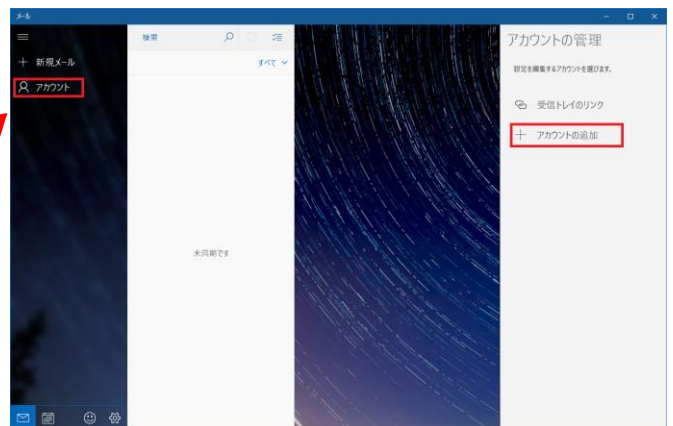 メール
新規メール
アカウント
検索
すべて
未同期です
アカウントの管理
設定を編集するアカウントを選びます。
受信トレイのリンク
アカウントの追加